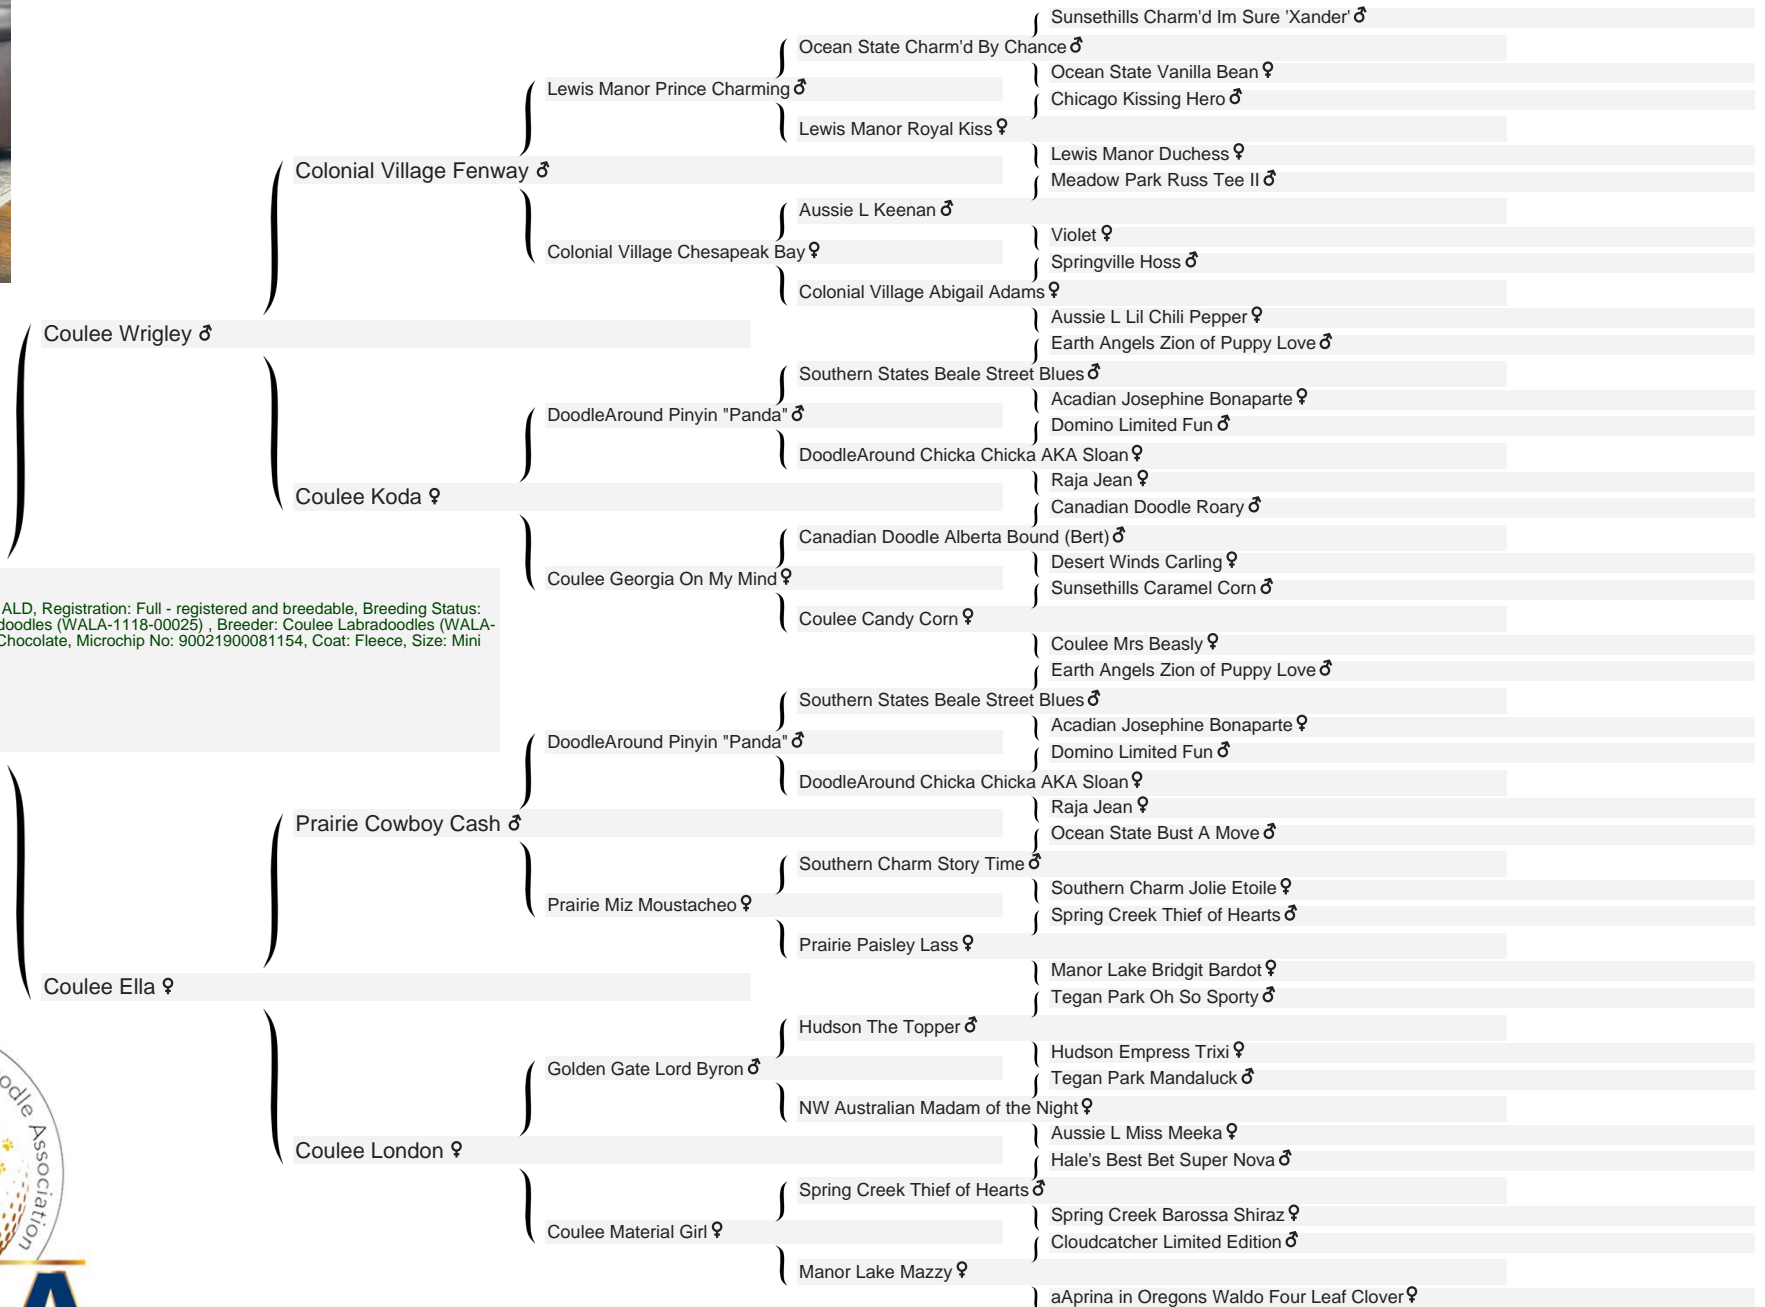 Sunsethills Charm'd Im Sure 'Xander' ♂
Ocean State Charm'd By Chance ♂
Ocean State Vanilla Bean ♀
Lewis Manor Prince Charming ♂
Chicago Kissing Hero ♂
Lewis Manor Royal Kiss ♀
Lewis Manor Duchess ♀
Colonial Village Fenway ♂
Meadow Park Russ Tee II ♂
Aussie L Keenan ♂
Violet ♀
Colonial Village Chesapeak Bay ♀
Springville Hoss ♂
Colonial Village Abigail Adams ♀
Aussie L Lil Chili Pepper ♀
Coulee Wrigley ♂
Earth Angels Zion of Puppy Love ♂
Southern States Beale Street Blues ♂
Acadian Josephine Bonaparte ♀
DoodleAround Pinyin "Panda" ♂
Domino Limited Fun ♂
DoodleAround Chicka Chicka AKA Sloan ♀
Raja Jean ♀
Coulee Koda ♀
Canadian Doodle Roary ♂
Canadian Doodle Alberta Bound (Bert) ♂
Desert Winds Carling ♀
Coulee Georgia On My Mind ♀
Sunsethills Caramel Corn ♂
Coulee Candy Corn ♀
Coulee Mrs Beasly ♀
ALD, Registration: Full - registered and breedable, Breeding Status:
doodles (WALA-1118-00025) , Breeder: Coulee Labradoodles (WALA-
Chocolate, Microchip No: 90021900081154, Coat: Fleece, Size: Mini
Earth Angels Zion of Puppy Love ♂
Southern States Beale Street Blues ♂
Acadian Josephine Bonaparte ♀
DoodleAround Pinyin "Panda" ♂
Domino Limited Fun ♂
DoodleAround Chicka Chicka AKA Sloan ♀
Raja Jean ♀
Prairie Cowboy Cash ♂
Ocean State Bust A Move ♂
Southern Charm Story Time ♂
Southern Charm Jolie Etoile ♀
Prairie Miz Moustacheo ♀
Spring Creek Thief of Hearts ♂
Prairie Paisley Lass ♀
Manor Lake Bridgit Bardot ♀
Coulee Ella ♀
Tegan Park Oh So Sporty ♂
Hudson The Topper ♂
Hudson Empress Trixi ♀
Golden Gate Lord Byron ♂
Tegan Park Mandaluck ♂
NW Australian Madam of the Night ♀
Aussie L Miss Meeka ♀
Coulee London ♀
Hale's Best Bet Super Nova ♂
Spring Creek Thief of Hearts ♂
Spring Creek Barossa Shiraz ♀
Coulee Material Girl ♀
Cloudcatcher Limited Edition ♂
Manor Lake Mazzy ♀
aAprina in Oregons Waldo Four Leaf Clover ♀
oodle Association
A